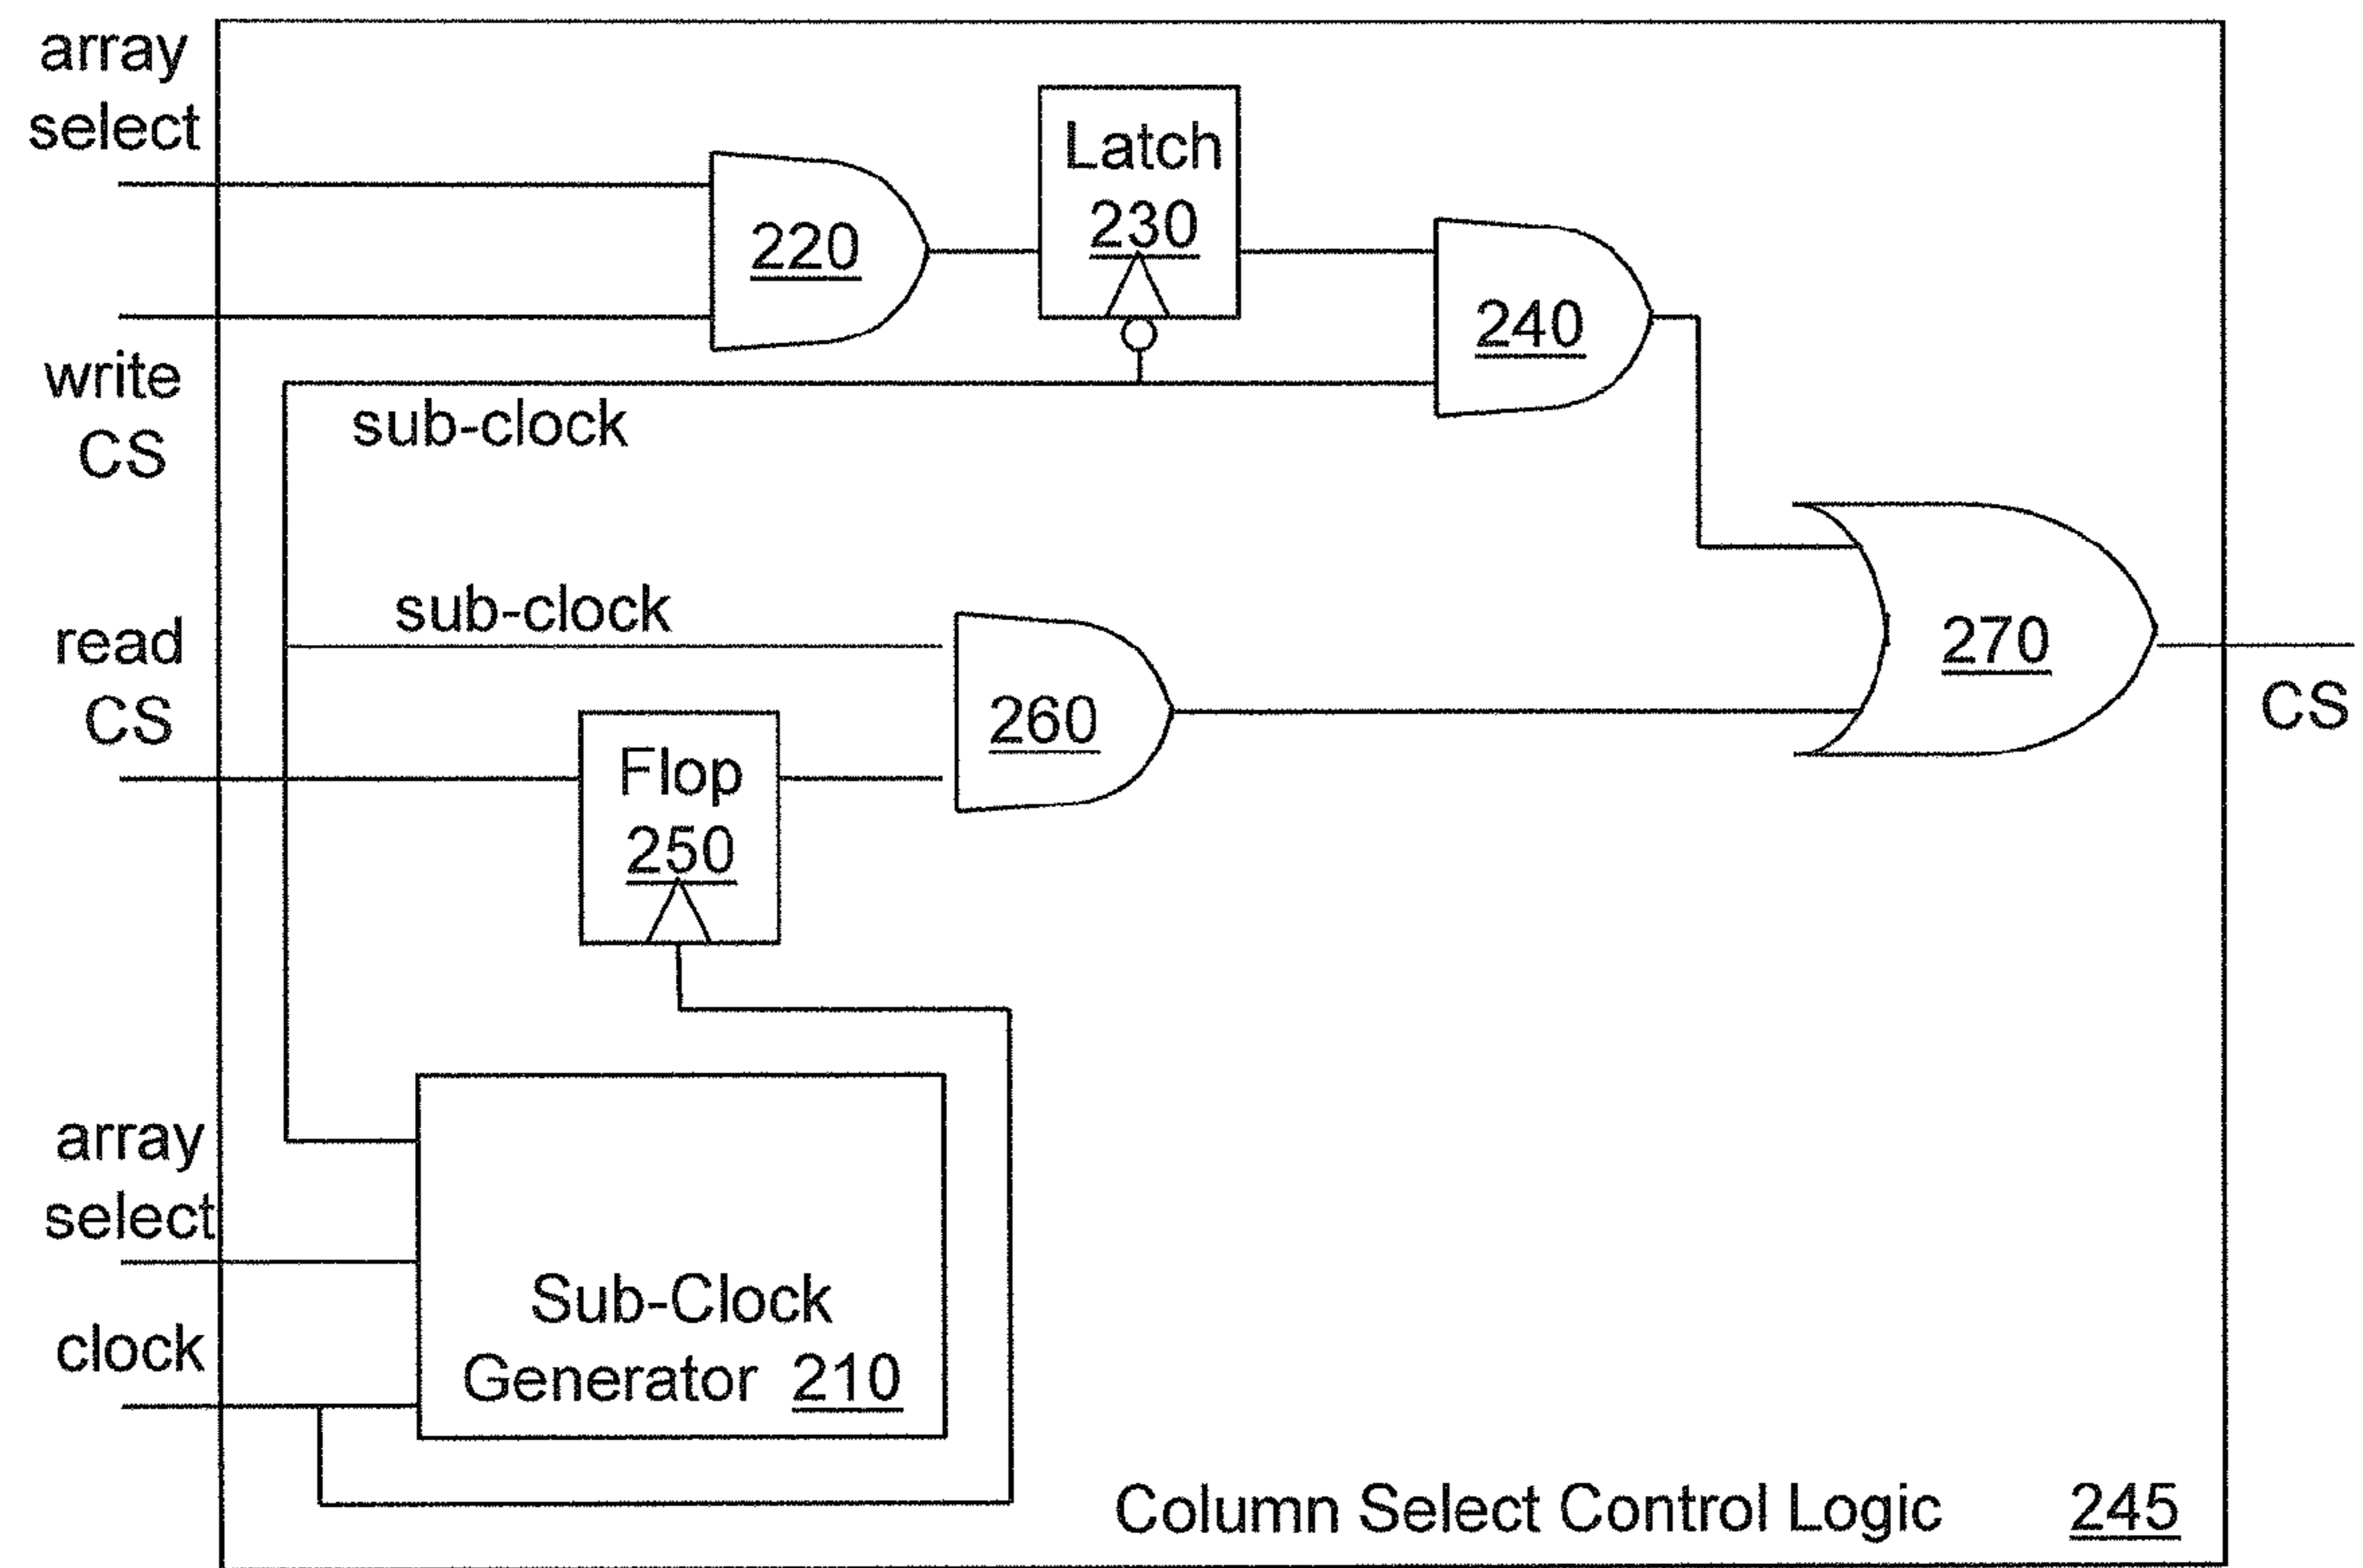 array
select
Latch
230
220
240
write
CS
sub-clock
sub-clock
read
CS
270
CS
260
Flop
250
array
select
clock
Sub-Clock
Generator 210
Column Select Control Logic 245